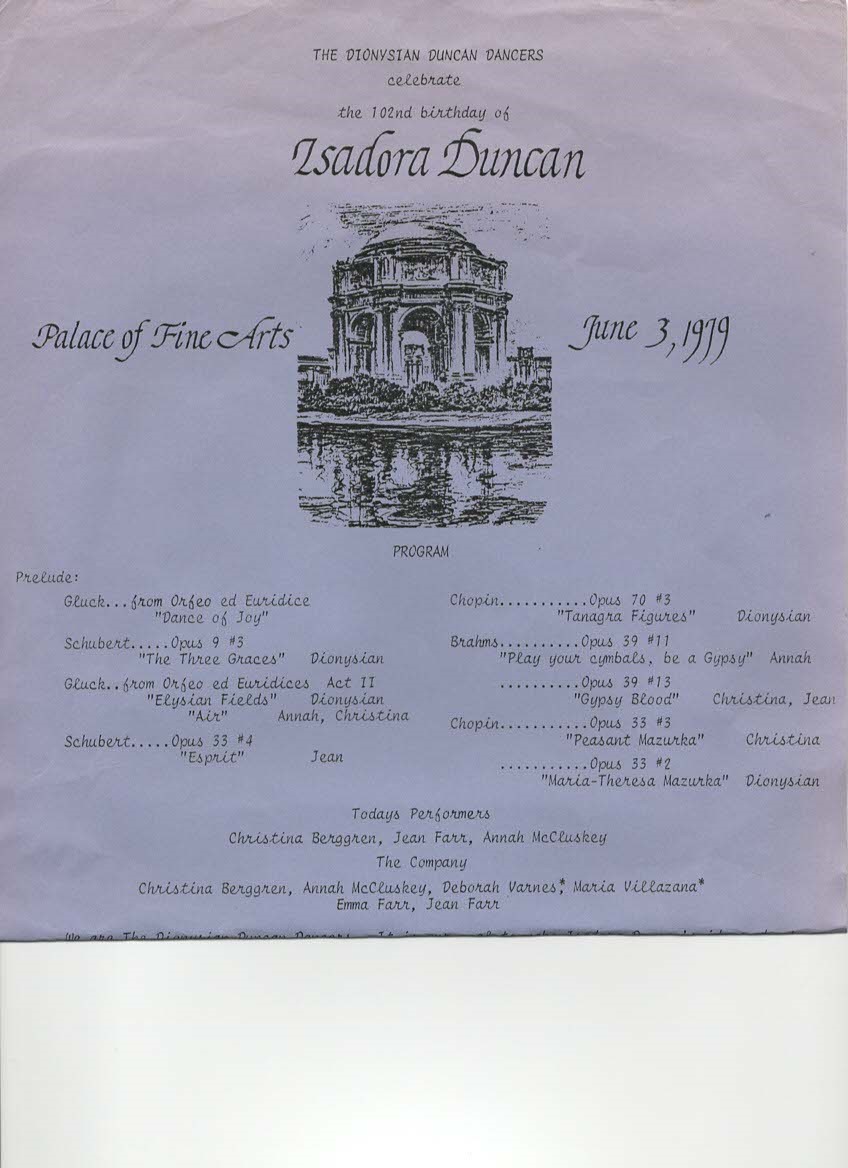 THE DIONYSIAN DUNCAN DANCERS
celebrate
the 102nd birthday of
Isadora Duncan
Palace of Fine Arts
June 3, 1979
PROGRAM
Prelude:
Gluck...from Orfeo ed Euridice
"Dance of Joy"
Schubert.....Opus 9 #3
"The Three Graces" Dionysian
Gluck..from Orfeo ed Euridices Act II
"Elysian Fields" Dionysian
"Air" Annah, Christina
Schubert.....Opus 33 #4
"Esprit" Jean
Chopin...........Opus 70 #3
"Tanagra Figures" Dionysian
Brahms..........Opus 39 #11
"Play your cymbals, be a Gypsy" Annah
..........Opus 39 #13
"Gypsy Blood" Christina, Jean
Chopin...........Opus 33 #3
"Peasant Mazurka" Christina
...........Opus 33 #2
"Maria-Theresa Mazurka" Dionysian
Todays Performers
Christina Berggren, Jean Farr, Annah McCluskey
The Company
Christina Berggren, Annah McCluskey, Deborah Varnes,* Maria Villazana*
Emma Farr, Jean Farr
We are The Dionysian Duncan Dancers.